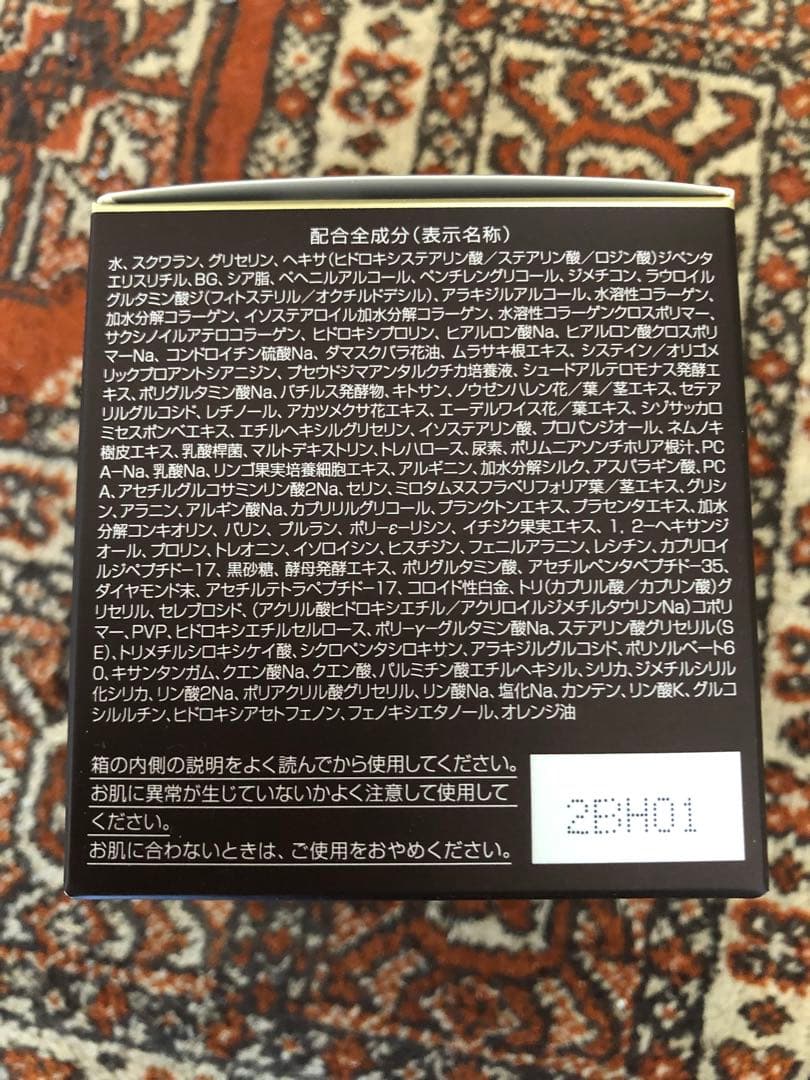 配合全成分(表示名称)
水、スクワラン、グリセリン、ヘキサ(ヒドロキシステアリン酸/ステアリン酸/ロジン酸)ジペンタ
エリスリチル、BG、シア脂、ベヘニルアルコール、ペンチレングリコール、ジメチコン、ラウロイル
グルタミン酸ジ(フィトステリル/オクチルドデシル)、アラキジルアルコール、水溶性コラーゲン、
加水分解コラーゲン、イソステアロイル加水分解コラーゲン、水溶性コラーゲンクロスポリマー、
サクシノイルアテロコラーゲン、ヒドロキシプロリン、ヒアルロン酸Na、ヒアルロン酸クロスポリ
マーNa、コンドロイチン硫酸Na、ダマスクバラ花油、ムラサキ根エキス、システイン/オリゴメ
リックプロアントシアニジン、プセウドジマアンタルクチカ培養液、シュードアルテロモナス発酵エ
キス、ポリグルタミン酸Na、バチルス発酵物、キトサン、ノウゼンハレン花/葉/茎エキス、セテア
リルグルコシド、レチノール、アカツメクサ花エキス、エーデルワイス花/葉エキス、シゾサッカロ
ミセスポンベエキス、エチルヘキシルグリセリン、イソステアリン酸、プロパンジオール、ネムノキ
樹皮エキス、乳酸桿菌、マルトデキストリン、トレハロース、尿素、ポリムニアソンチホリア根汁、PC
A-Na、乳酸Na、リンゴ果実培養細胞エキス、アルギニン、加水分解シルク、アスパラギン酸、PC
A、アセチルグルコサミンリン酸2Na、セリン、ミロタムヌスフラベリフォリア葉/茎エキス、グリシ
ン、アラニン、アルギン酸Na、カプリリルグリコール、プランクトンエキス、プラセンタエキス、加水
分解コンキオリン、バリン、プルラン、ポリ-ε-リシン、イチジク果実エキス、1,2-ヘキサンジ
オール、プロリン、トレオニン、イソロイシン、ヒスチジン、フェニルアラニン、レシチン、カプロイ
ルジペプチド-17、黒砂糖、酵母発酵エキス、ポリグルタミン酸、アセチルペンタペプチド-35、
ダイヤモンド末、アセチルテトラペプチド-17、コロイド性白金、トリ(カプリル酸/カプリン酸)グ
リセリル、セレブロシド、(アクリル酸ヒドロキシエチル/アクリロイルジメチルタウリンNa)コポリ
マー、PVP、ヒドロキシエチルセルロース、ポリ-γ-グルタミン酸Na、ステアリン酸グリセリル(S
E)、トリメチルシロキシケイ酸、シクロペンタシロキサン、アラキジルグルコシド、ポリソルベート6
0、キサンタンガム、クエン酸Na、クエン酸、パルミチン酸エチルヘキシル、シリカ、ジメチルシリル
化シリカ、リン酸2Na、ポリアクリル酸グリセリル、リン酸Na、塩化Na、カンテン、リン酸K、グルコ
シルルチン、ヒドロキシアセトフェノン、フェノキシエタノール、オレンジ油
箱の内側の説明をよく読んでから使用してください。
お肌に異常が生じていないかよく注意して使用して
ください。
お肌に合わないときは、ご使用をおやめください。
2BH01